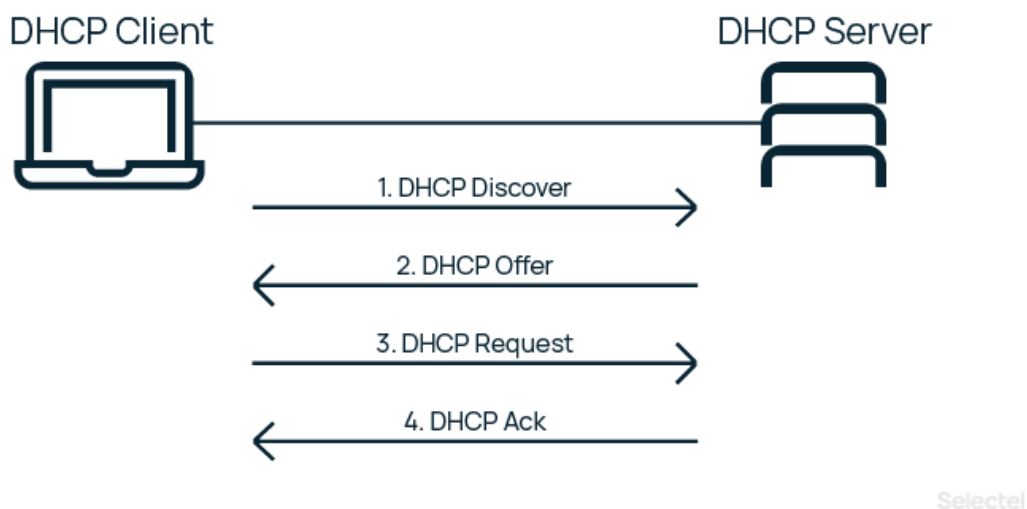 DHCP Client
DHCP Server
1. DHCP Discover
2. DHCP Offer
3. DHCP Request
4. DHCP Ack
Selectel